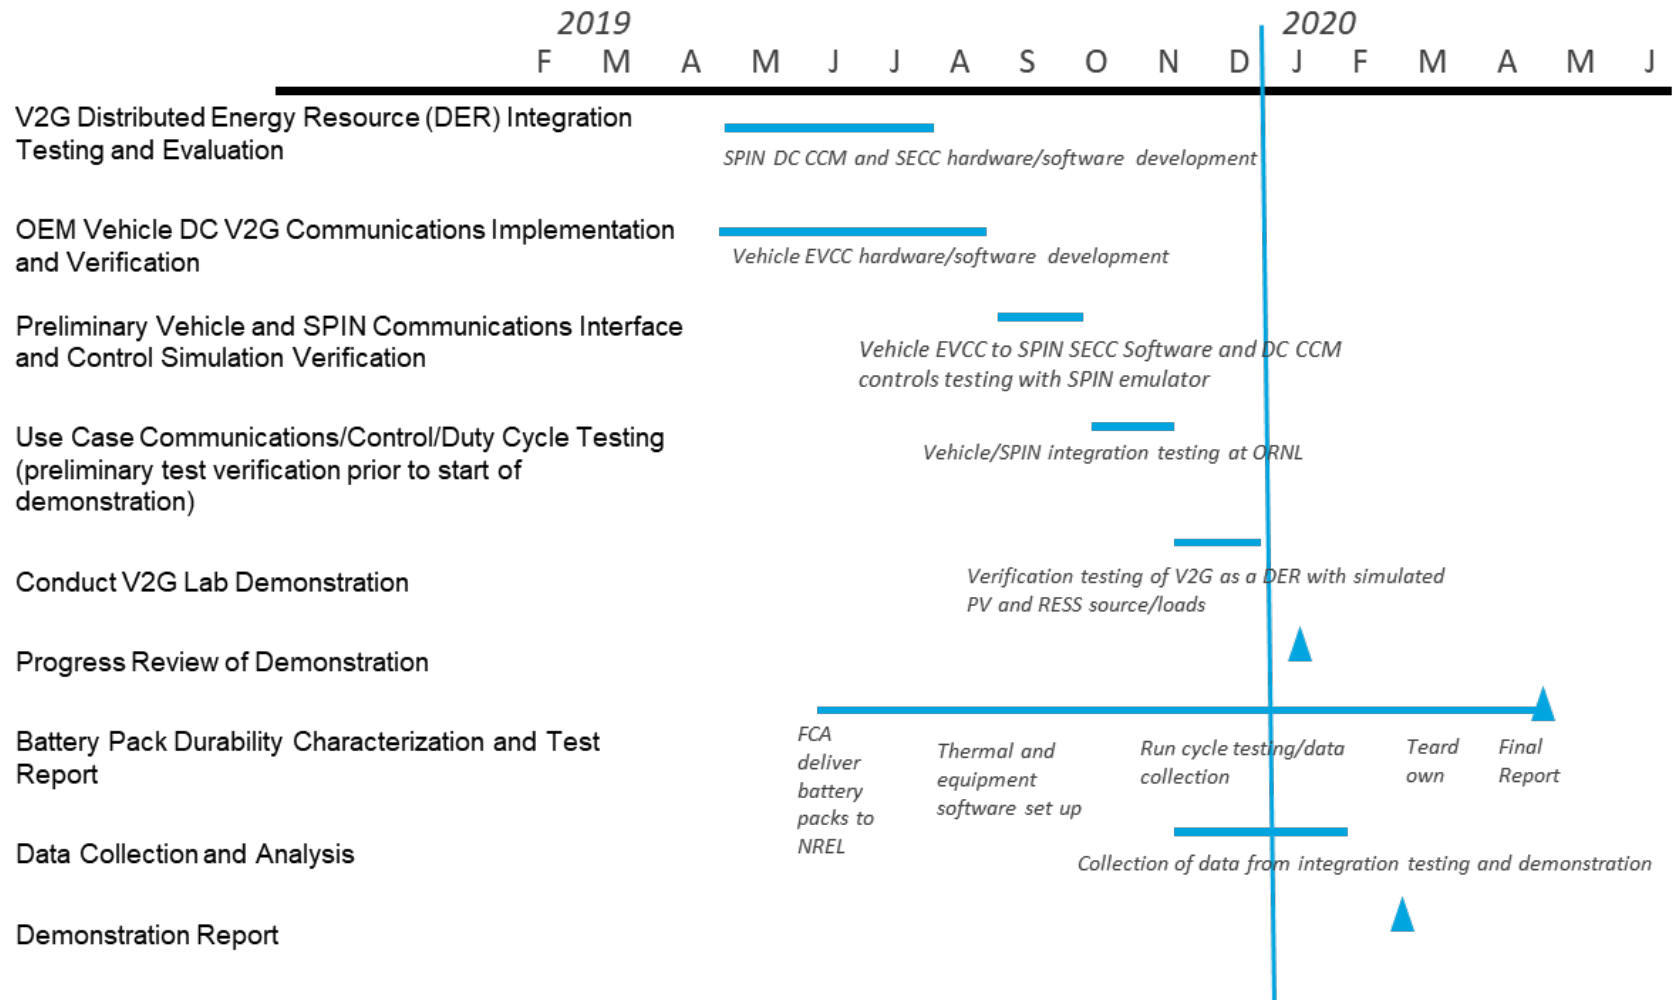 2019
2020
F M A M J J A S O N D J F M A M J
V2G Distributed Energy Resource (DER) Integration
Testing and Evaluation
SPIN DC CCM and SECC hardware/software development
OEM Vehicle DC V2G Communications Implementation
and Verification
Vehicle EVCC hardware/software development
Preliminary Vehicle and SPIN Communications Interface
and Control Simulation Verification
Vehicle EVCC to SPIN SECC Software and DC CCM
controls testing with SPIN emulator
Use Case Communications/Control/Duty Cycle Testing
(preliminary test verification prior to start of
demonstration)
Vehicle/SPIN integration testing at ORNL
Conduct V2G Lab Demonstration
Verification testing of V2G as a DER with simulated
PV and RESS source/loads
Progress Review of Demonstration
Battery Pack Durability Characterization and Test
Report
FCA
deliver
battery
packs to
NREL
Thermal and
equipment
software set up
Run cycle testing/data
collection
Teard
own
Final
Report
Data Collection and Analysis
Collection of data from integration testing and demonstration
Demonstration Report